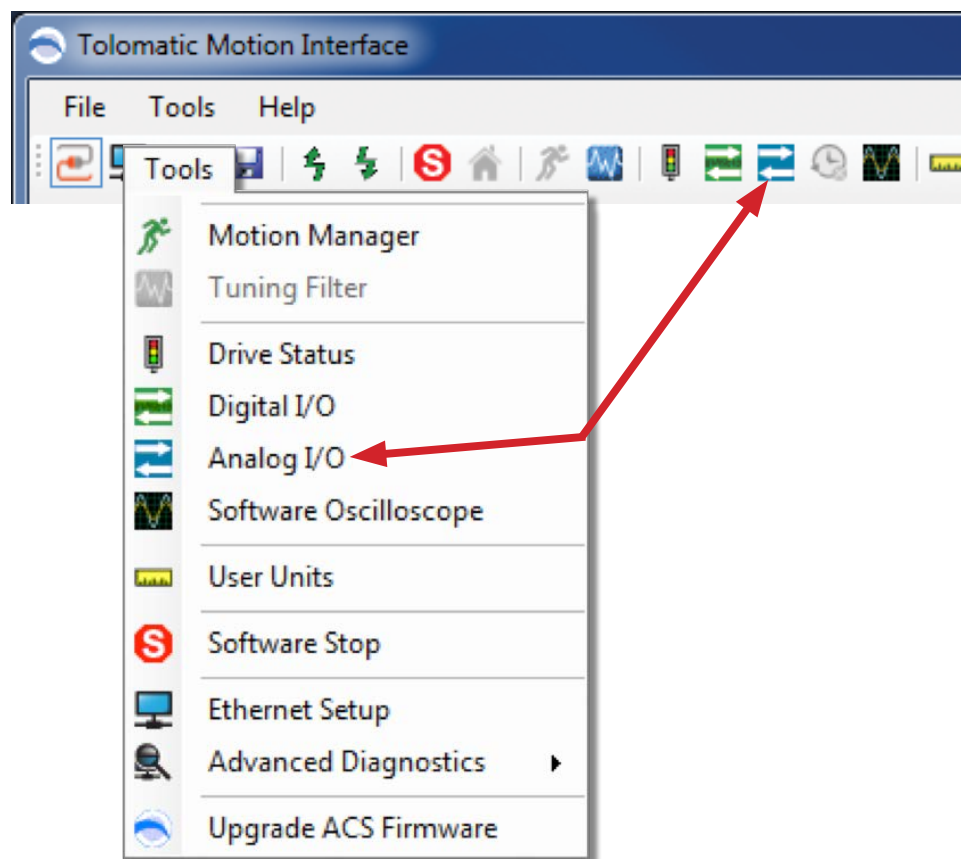 Tolomatic Motion Interface
File Tools Help
S
Tools
Motion Manager
Tuning Filter
Drive Status
Digital I/O
Analog I/O
Software Oscilloscope
User Units
S Software Stop
Ethernet Setup
Advanced Diagnostics
Upgrade ACS Firmware